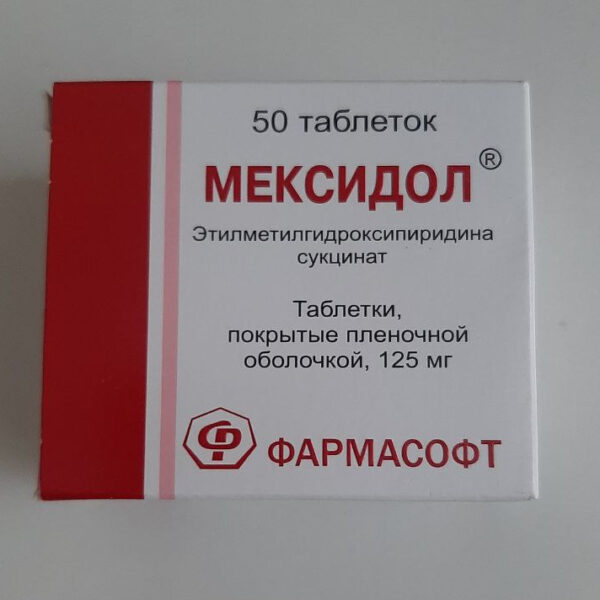 50 таблеток
МЕКСИДОЛ®
Этилметилгидроксипиридина
сукцинат
Таблетки,
покрытые пленочной
оболочкой, 125 мг
ФАРМАСОФТ